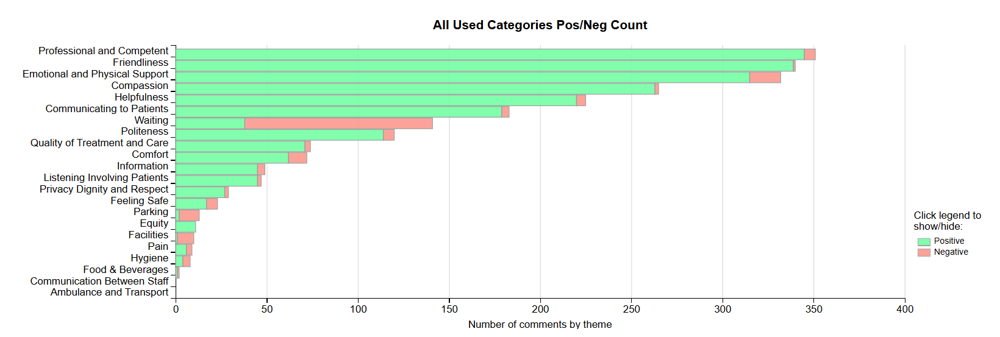 All Used Categories Pos/Neg Count
Professional and Competent
Friendliness
Emotional and Physical Support
Compassion
Helpfulness
Communicating to Patients
Waiting
Politeness
Quality of Treatment and Care
Comfort
Information
Listening Involving Patients
Privacy Dignity and Respect
Feeling Safe
Parking
Equity
Facilities
Pain
Hygiene
Food & Beverages
Communication Between Staff
Ambulance and Transport
0 50 100 150 200 250 300 350 400
Number of comments by theme
Click legend to
show/hide:
Positive
Negative